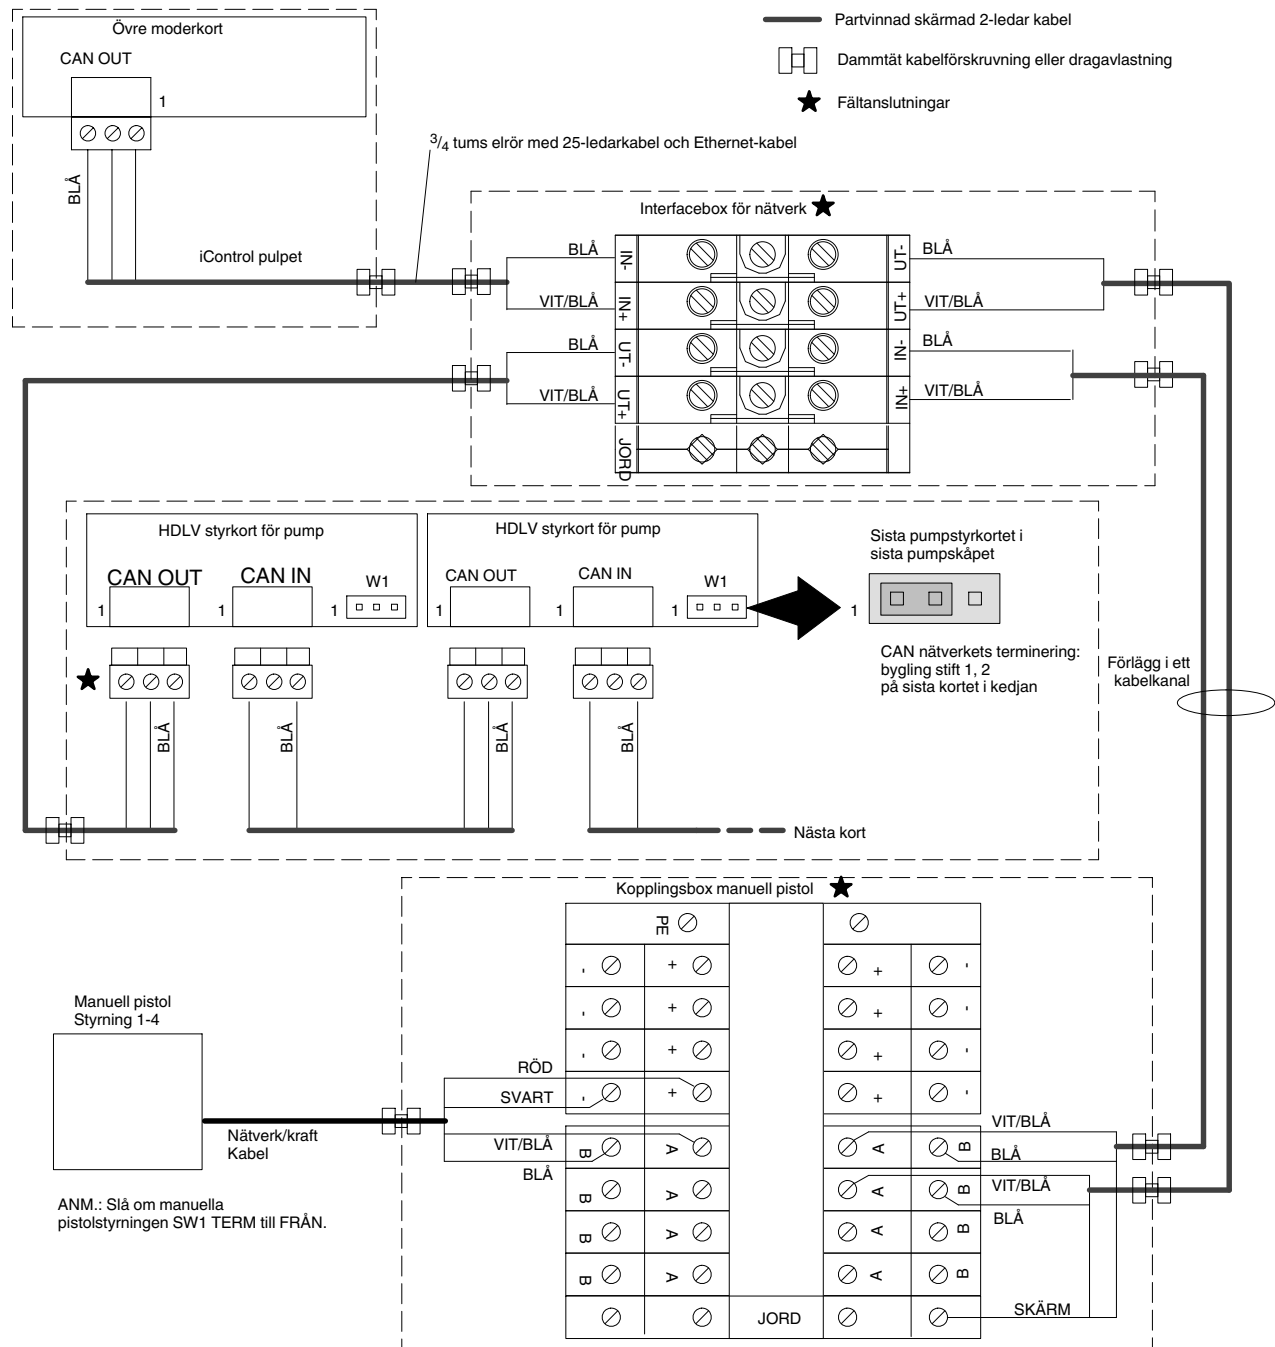 Övre moderkort
CAN OUT
1
BLÅ
iControl pulpet
Partvinnad skärmad 2-ledar kabel
Dammtät kabelförskruvning eller dragavlastning
Fältanslutningar
3/4 tums elrör med 25-ledarkabel och Ethernet-kabel
Interfacebox för nätverk
BLÅ IN- UT- BLÅ
VIT/BLÅ IN+ UT+ VIT/BLÅ
BLÅ UT- IN- BLÅ
VIT/BLÅ UT+ IN+ VIT/BLÅ
JORD
HDLV styrkort för pump
CAN OUT CAN IN W1
1 1 1
BLÅ BLÅ
HDLV styrkort för pump
CAN OUT CAN IN W1
1 1 1
BLÅ BLÅ
Nästa kort
Sista pumpstyrkortet i
sista pumpskåpet
1
CAN nätverkets terminering:
bygling stift 1, 2
på sista kortet i kedjan
Förlägg i ett
kabelkanal
Kopplingsbox manuell pistol
PE
- + + -
- + + -
- + + -
- + + -
B A A B
B A A B
B A A B
B A A B
JORD
Manuell pistol
Styrning 1-4
Nätverk/kraft
Kabel
RÖD
SVART
VIT/BLÅ
BLÅ
VIT/BLÅ
BLÅ
VIT/BLÅ
BLÅ
SKÄRM
ANM.: Slå om manuella
pistolstyrningen SW1 TERM till FRÅN.